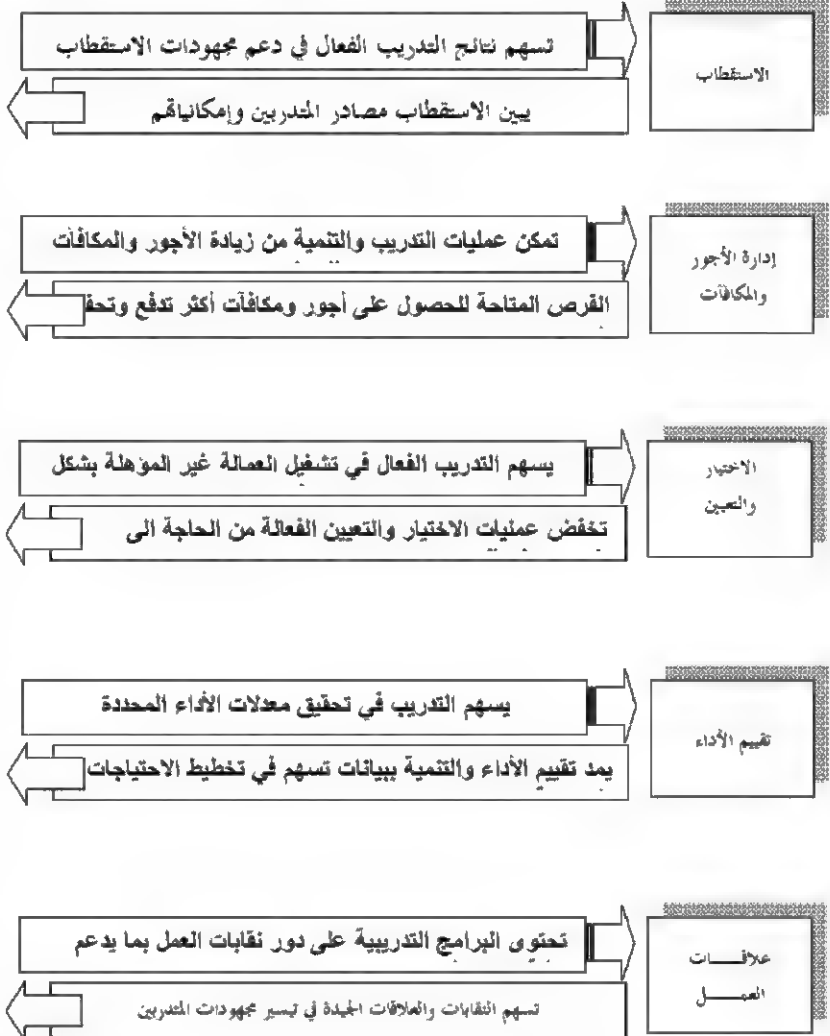 تسهم نتائج التدريب الفعال في دعم مجهودات الاستقطاب
الاستقطاب
يبين الاستقطاب مصادر المتدربين وإمكانياتهم
تمكن عمليات التدريب والتنمية من زيادة الأجور والمكافآت
إدارة الأجور
والمكافآت
الفرص المتاحة للحصول على أجور ومكافآت أكثر تدفع وتحف
يسهم التدريب الفعال في تشغيل العمالة غير المؤهلة بشكل
الاختيار
والتعيين
تخفض عمليات الاختيار والتعيين الفعالة من الحاجة الى
يسهم التدريب في تحقيق معدلات الأداء المحددة
تقييم الأداء
يمد تقييم الأداء والتنمية ببيانات تسهم في تخطيط الاحتياجات
تحتوى البرامج التدريبية على دور نقابات العمل بما يدعم
علاقـــات
العمـــل
تسهم النقابات والعلاقات الجيدة في تيسير مجهودات المتدربين